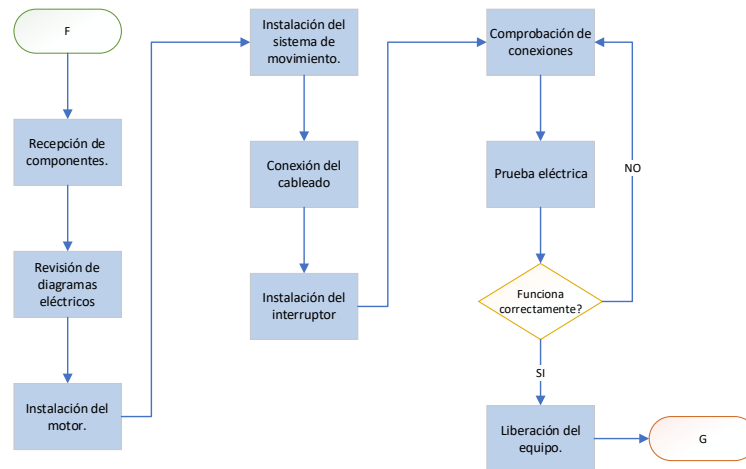 F
Recepción de
componentes.
Revisión de
diagramas
eléctricos
Instalación del
motor.
Instalación del
sistema de
movimiento.
Conexión del
cableado
Instalación del
interruptor
Comprobación de
conexiones
Prueba eléctrica
Funciona
correctamente?
NO
SI
Liberación del
equipo.
G